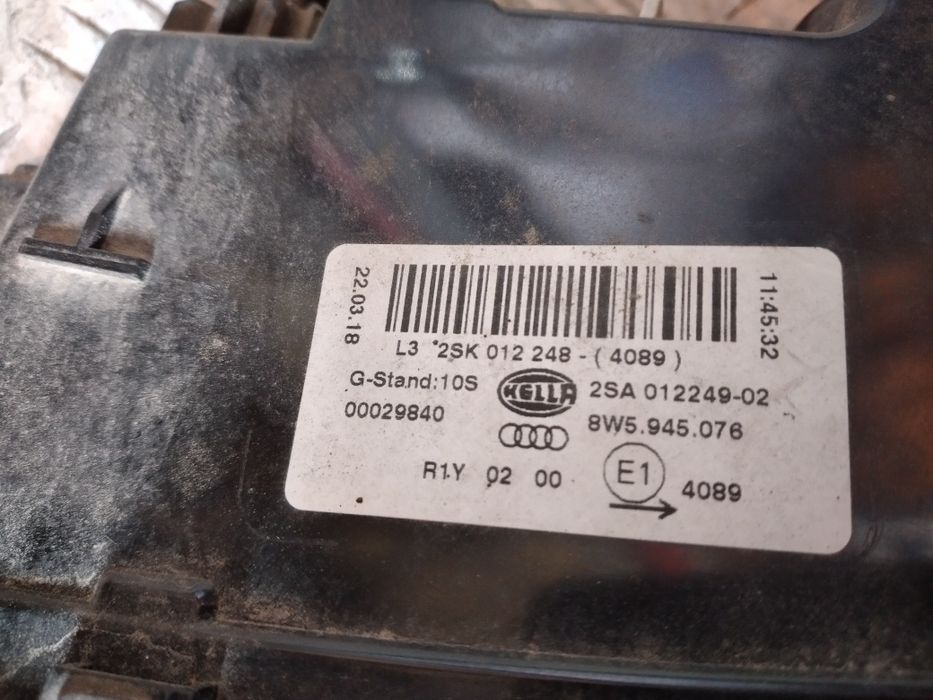 22.03.18
11:45:32
L3 2SK 012 248 - ( 4089 )
G-Stand:10S HELLA 2SA 012249-02
00029840 8W5.945.076
R1Y 02 00 E1 4089